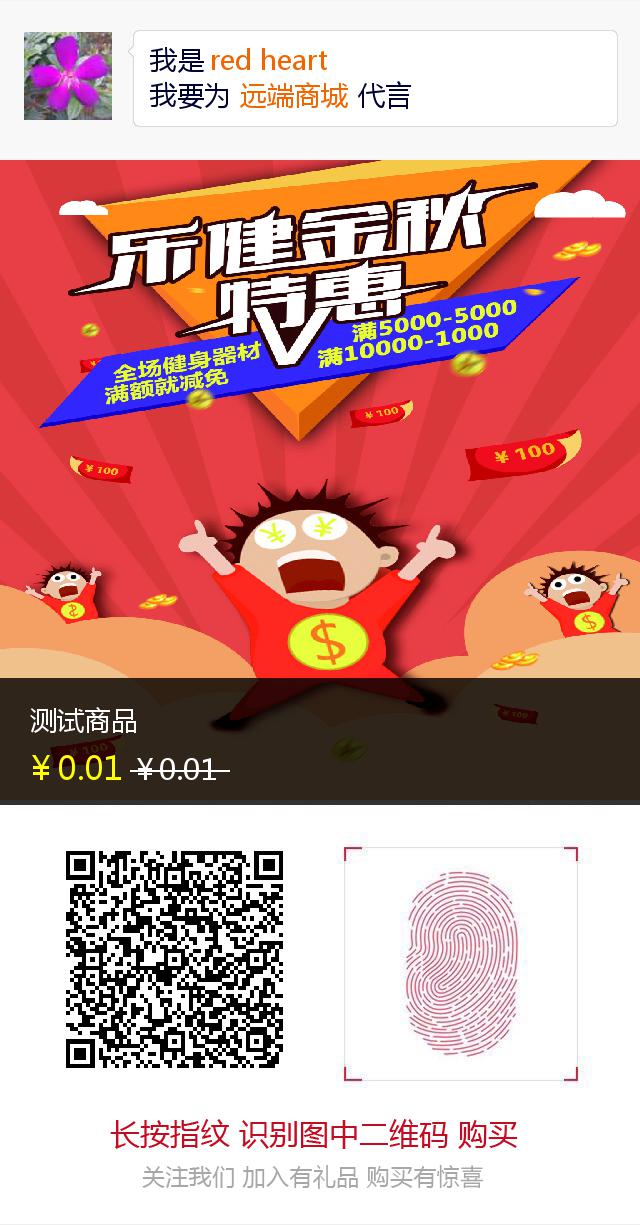 我是 red heart
我要为 远端商城 代言
乐健金秋
特惠
全场健身器材
满额就减免
满5000-5000
满10000-1000
¥100
¥100
¥100
¥
¥
$
$
$
测试商品
¥100
¥100
￥0.01 ￥0.01
长按指纹 识别图中二维码 购买
关注我们 加入有礼品 购买有惊喜